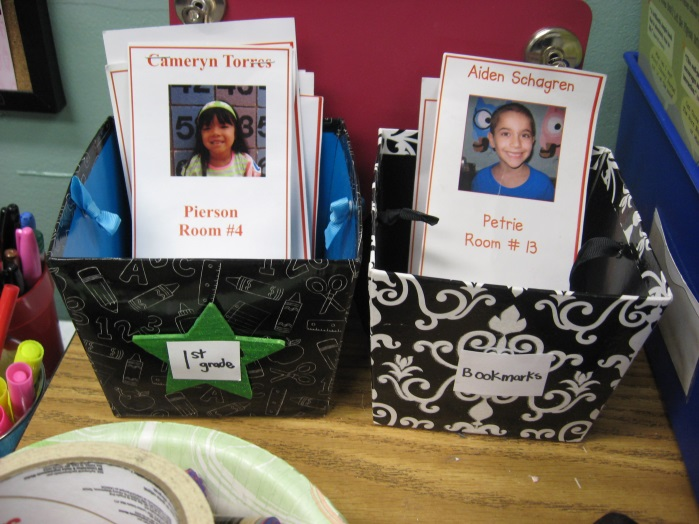 Cameryn Torres
Pierson
Room #4
Aiden Schagren
Petrie
Room # 13
1st
grade
Bookmarks